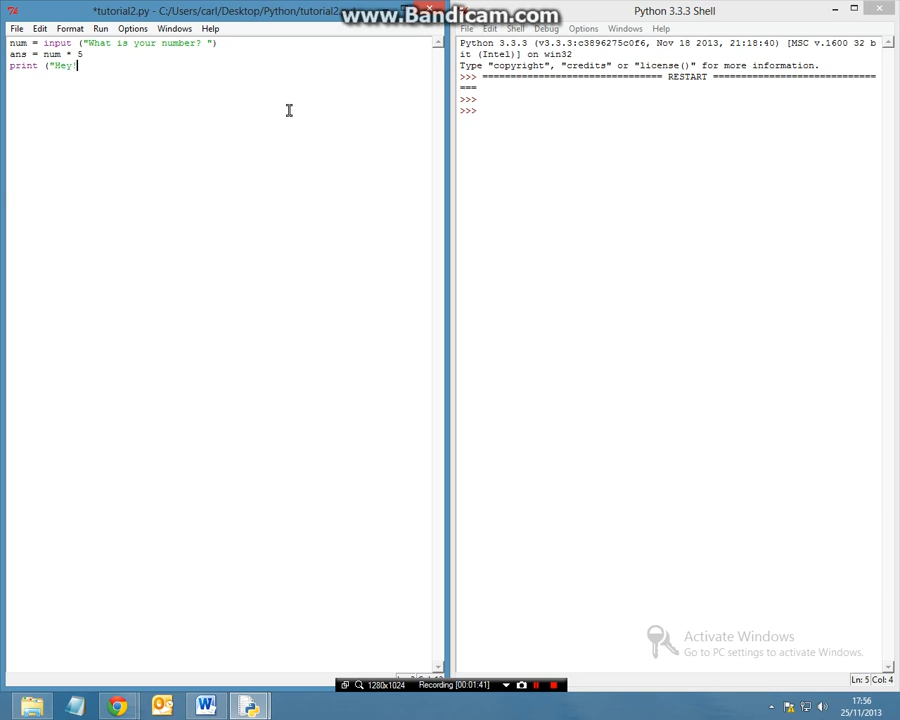 *tutorial2.py - C:/Users/carl/Desktop/Python/tutorial2.
www.Bandicam.com
Python 3.3.3 Shell
File Edit Format Run Options Windows Help
File Edit Shell Debug Options Windows Help
num = input ("What is your number? ")
ans = num * 5
print ("Hey!
Python 3.3.3 (v3.3.3:c3896275c0f6, Nov 18 2013, 21:18:40) [MSC v.1600 32 b
it (Intel)] on win32
Type "copyright", "credits" or "license()" for more information.
>>> ================================ RESTART =============================
===
>>>
>>>
Activate Windows
Go to PC settings to activate Windows.
Ln: 5 Col: 4
1280x1024 Recording [00:01:41]
17:56
25/11/2013